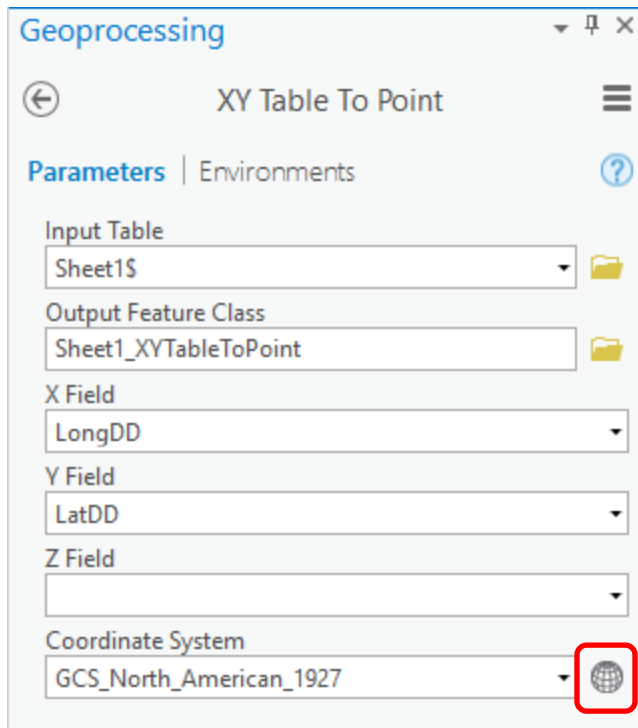 Geoprocessing
XY Table To Point
Parameters | Environments
Input Table
Sheet1$
Output Feature Class
Sheet1_XYTableToPoint
X Field
LongDD
Y Field
LatDD
Z Field
Coordinate System
GCS_North_American_1927